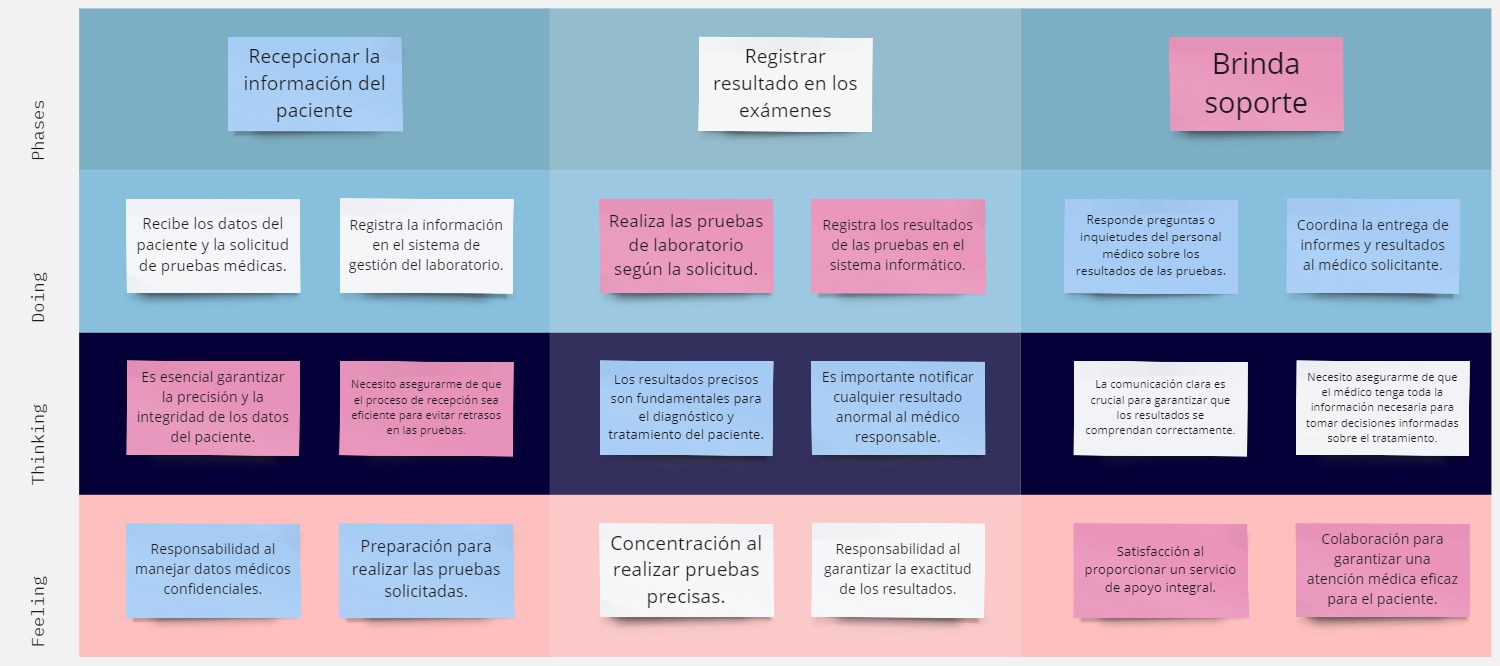 Phases
Recepcionar la
información del
paciente
Registrar
resultado en los
exámenes
Brinda
soporte
Doing
Recibe los datos del
paciente y la solicitud
de pruebas médicas.
Registra la información
en el sistema de
gestión del laboratorio.
Realiza las pruebas
de laboratorio
según la solicitud.
Registra los resultados
de las pruebas en el
sistema informático.
Responde preguntas o
inquietudes del personal
médico sobre los
resultados de las pruebas.
Coordina la entrega de
informes y resultados
al médico solicitante.
Thinking
Es esencial garantizar
la precisión y la
integridad de los datos
del paciente.
Necesito asegurarme de que
el proceso de recepción sea
eficiente para evitar retrasos
en las pruebas.
Los resultados precisos
son fundamentales para
el diagnóstico y
tratamiento del paciente.
Es importante notificar
cualquier resultado
anormal al médico
responsable.
La comunicación clara es
crucial para garantizar que
los resultados se
comprendan correctamente.
Necesito asegurarme de que
el médico tenga toda la
información necesaria para
tomar decisiones informadas
sobre el tratamiento.
Feeling
Responsabilidad al
manejar datos médicos
confidenciales.
Preparación para
realizar las pruebas
solicitadas.
Concentración al
realizar pruebas
precisas.
Responsabilidad al
garantizar la exactitud
de los resultados.
Satisfacción al
proporcionar un servicio
de apoyo integral.
Colaboración para
garantizar una
atención médica eficaz
para el paciente.